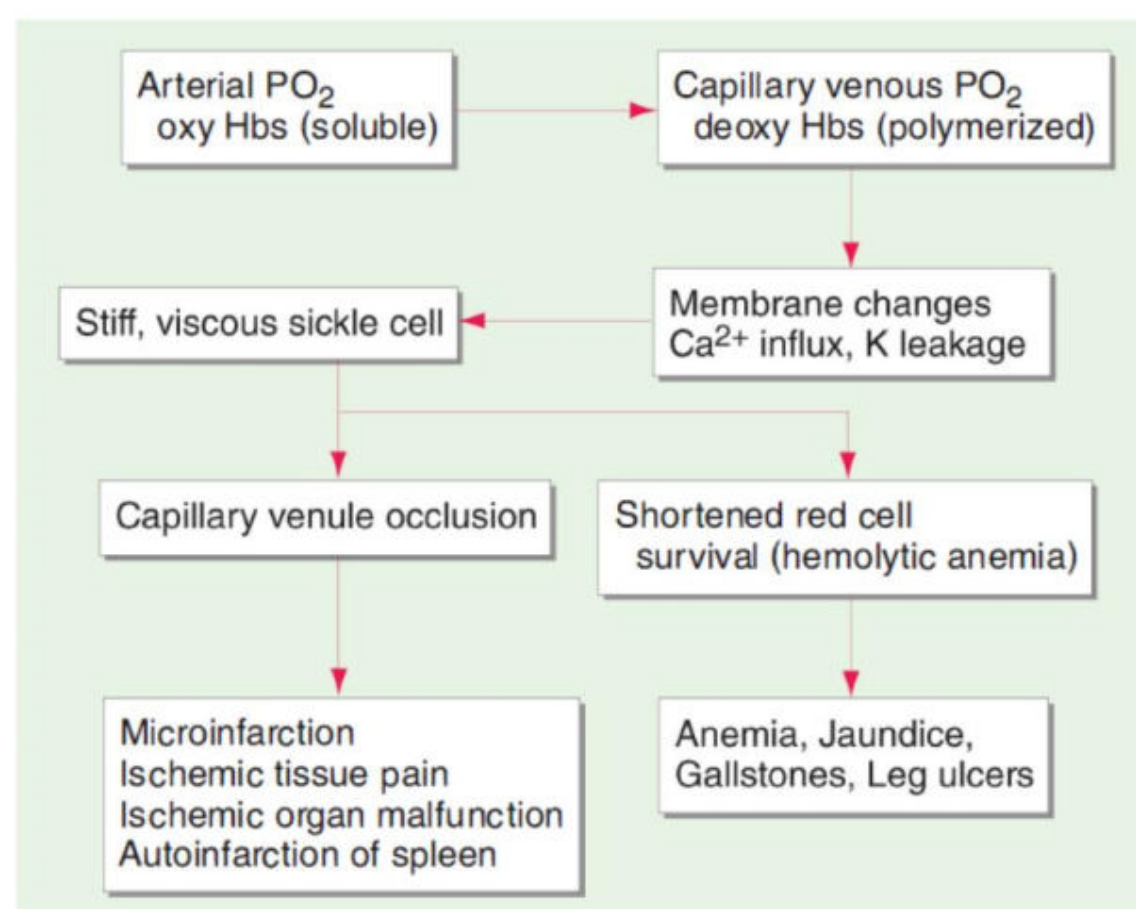 Arterial PO2
oxy Hbs (soluble)
Capillary venous PO2
deoxy Hbs (polymerized)
Membrane changes
Ca2+ influx, K leakage
Stiff, viscous sickle cell
Capillary venule occlusion
Shortened red cell
survival (hemolytic anemia)
Microinfarction
Ischemic tissue pain
Ischemic organ malfunction
Autoinfarction of spleen
Anemia, Jaundice,
Gallstones, Leg ulcers